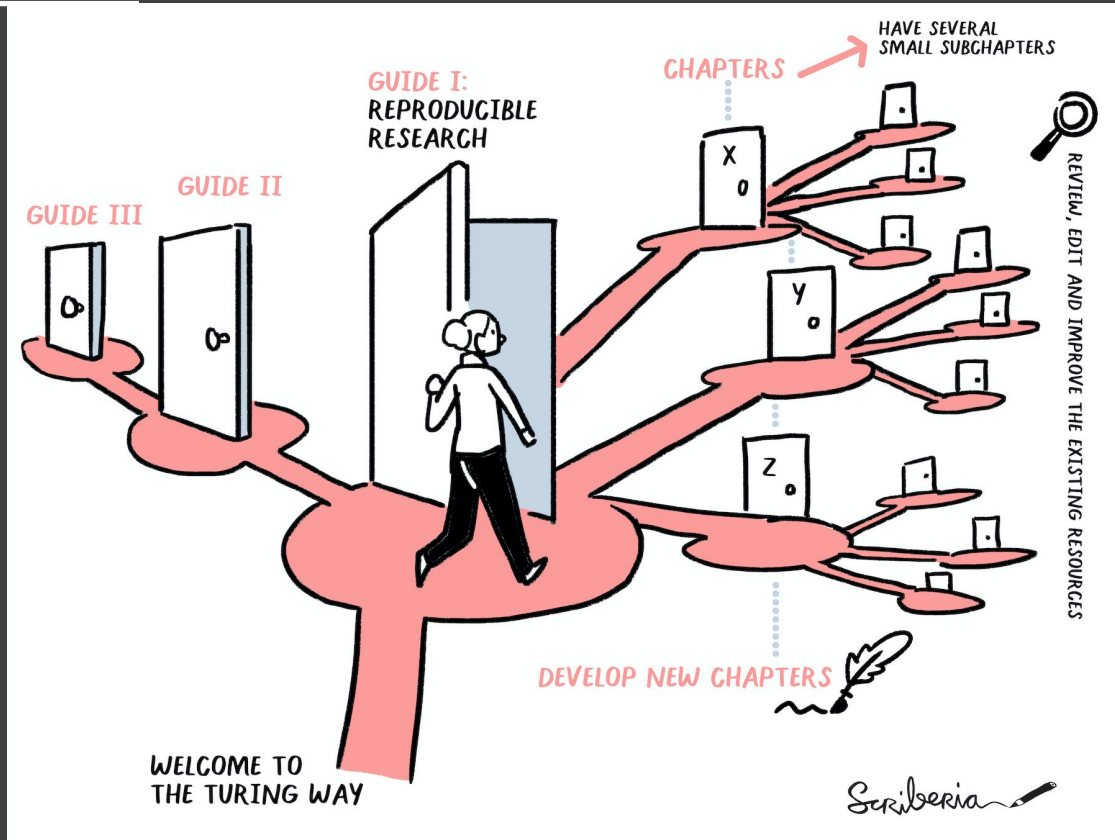 HAVE SEVERAL
SMALL SUBCHAPTERS
CHAPTERS
GUIDE I:
REPRODUCIBLE
RESEARCH
GUIDE II
GUIDE III
X
Y
Z
REVIEW, EDIT AND IMPROVE THE EXISTING RESOURCES
DEVELOP NEW CHAPTERS
WELCOME TO
THE TURING WAY
Scriberia